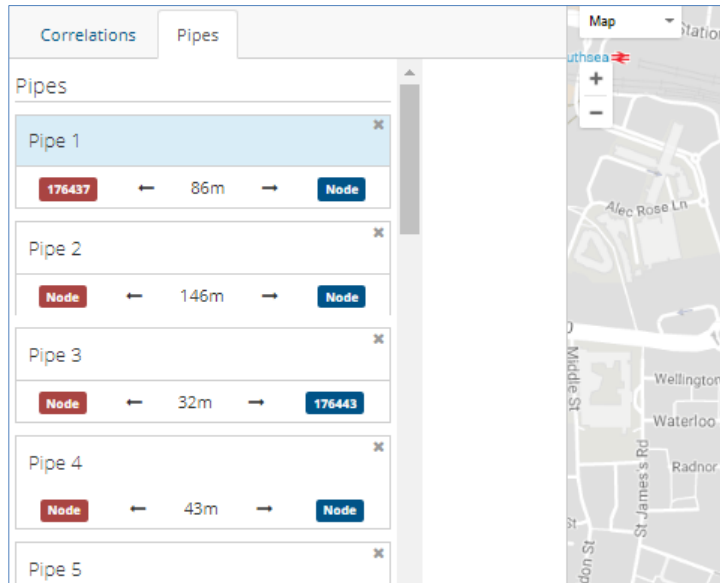 Correlations
Pipes
Pipes
Pipe 1
176437 86m Node
Pipe 2
Node 146m Node
Pipe 3
Node 32m 176443
Pipe 4
Node 43m Node
Pipe 5
Map
Alec Rose Ln
Middle St
Wellington
Waterloo
Radnor
St James's Rd